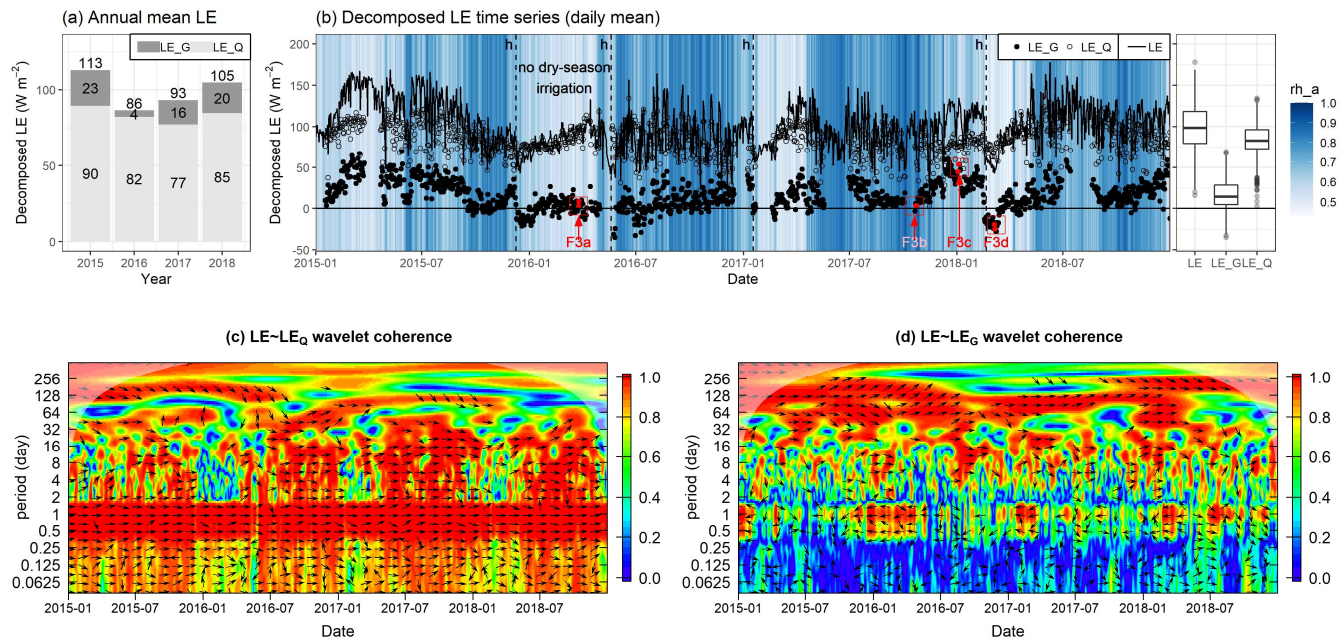 (a) Annual mean LE
Decomposed LE (W m⁻²)
100
50
0
LE_G LE_Q
113
23
90
86
4
82
93
16
77
105
20
85
2015 2016 2017 2018
Year
(b) Decomposed LE time series (daily mean)
Decomposed LE (W m⁻²)
200
150
100
50
0
-50
h h h h
LE_G LE_Q LE
no dry-season
irrigation
F3a F3b F3c F3d
2015-01 2015-07 2016-01 2016-07 2017-01 2017-07 2018-01 2018-07
Date
LE LE_G LE_Q
rh_a
1.0
0.9
0.8
0.7
0.6
0.5
(c) LE~LE_Q wavelet coherence
period (day)
256
128
64
32
16
8
4
2
1
0.5
0.25
0.125
0.0625
2015-01 2015-07 2016-01 2016-07 2017-01 2017-07 2018-01 2018-07
Date
1.0
0.8
0.6
0.4
0.2
0.0
(d) LE~LE_G wavelet coherence
period (day)
256
128
64
32
16
8
4
2
1
0.5
0.25
0.125
0.0625
2015-01 2015-07 2016-01 2016-07 2017-01 2017-07 2018-01 2018-07
Date
1.0
0.8
0.6
0.4
0.2
0.0